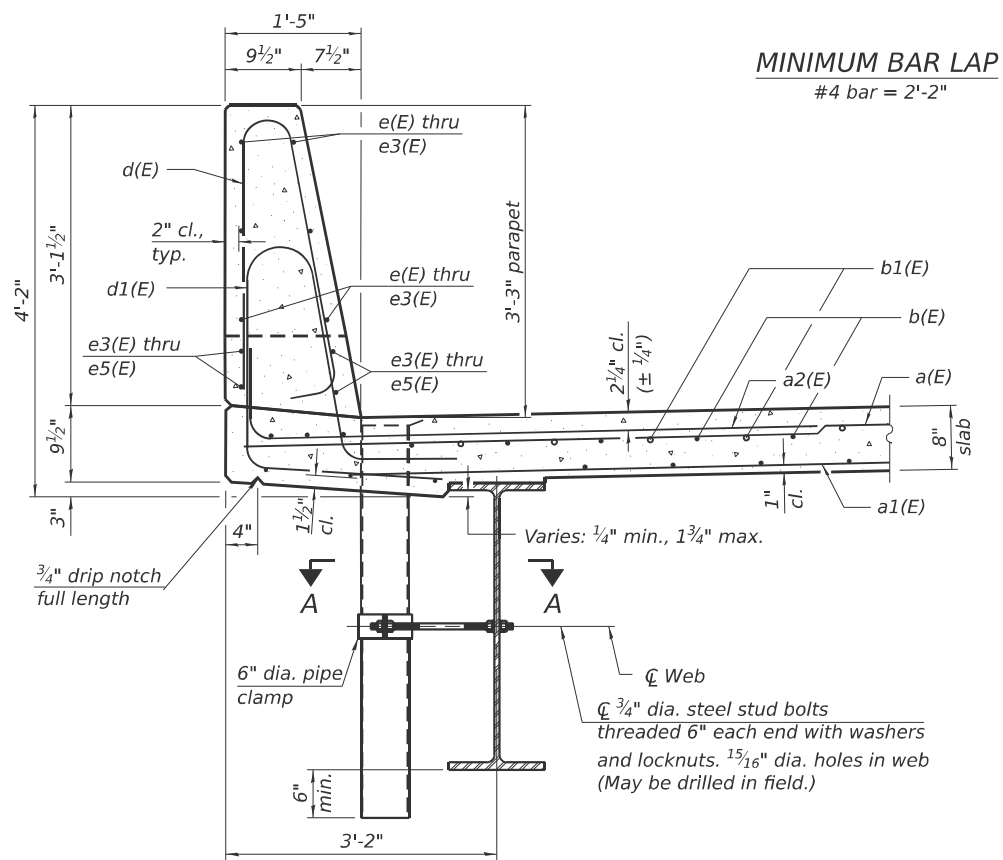 1'-5"
9½" 7½"
MINIMUM BAR LAP
#4 bar = 2'-2"
e(E) thru
e3(E)
d(E)
2" cl.,
typ.
3'-1½"
4'-2"
3'-3" parapet
d1(E)
e(E) thru
e3(E)
b1(E)
b(E)
e3(E) thru
e5(E)
e3(E) thru
e5(E)
2¼" cl.
(± ¼")
a2(E)
a(E)
9½"
8"
slab
3"
4"
1½"
cl.
1"
cl.
a1(E)
Varies: ¼" min., 1¾" max.
¾" drip notch
full length
A A
6" dia. pipe
clamp
℄ Web
℄ ¾" dia. steel stud bolts
threaded 6" each end with washers
and locknuts. 15/16" dia. holes in web
(May be drilled in field.)
6"
min.
3'-2"